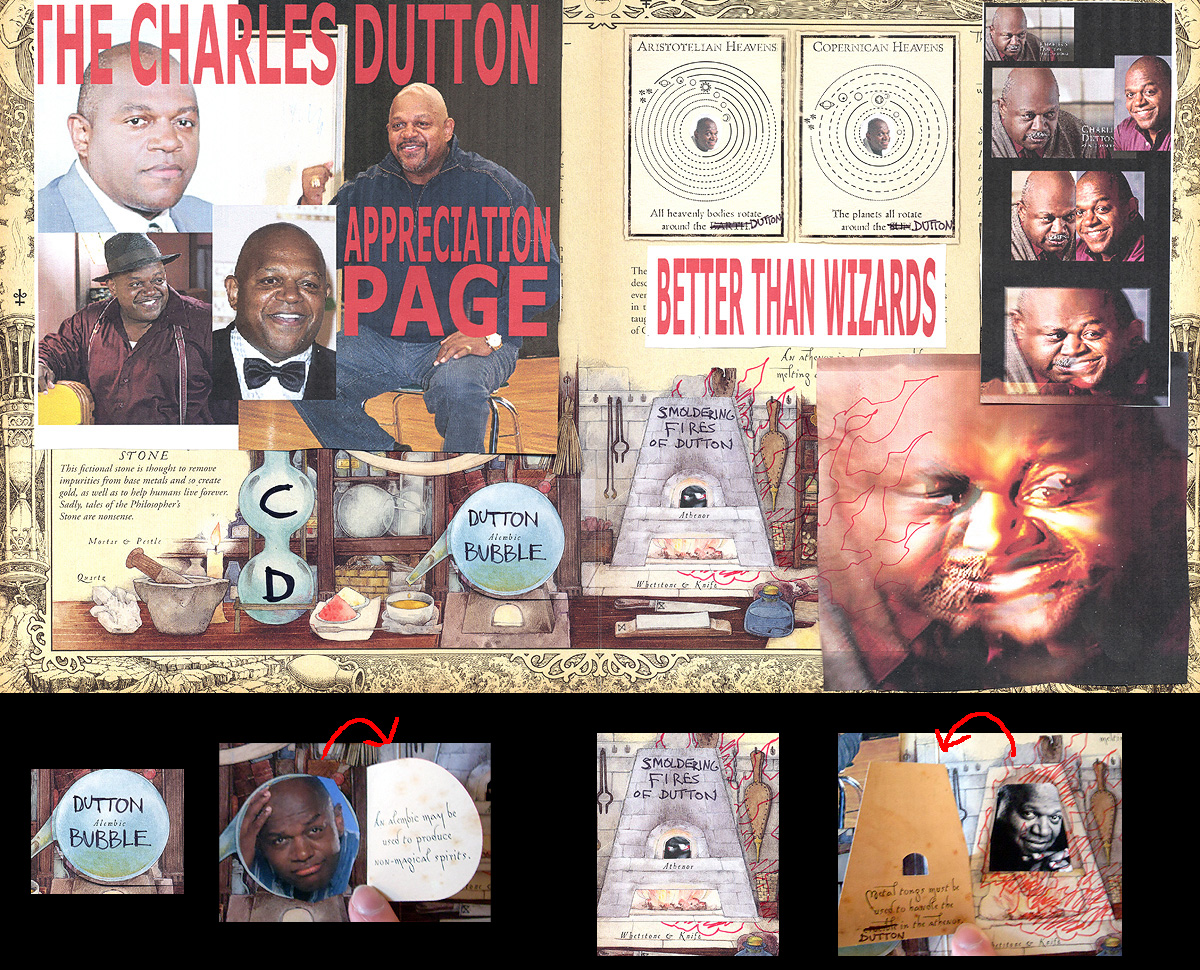 THE CHARLES DUTTON
APPRECIATION
PAGE
STONE
This fictional stone is thought to remove
impurities from base metals and so create
gold, as well as to help humans live forever.
Sadly, tales of the Philosopher's
Stone are nonsense.
Mortar & Pestle
Quartz
C
D
DUTTON
Alembic
BUBBLE
ARISTOTELIAN HEAVENS
All heavenly bodies rotate
around the EARTH DUTTON
COPERNICAN HEAVENS
The planets all rotate
around the DUTTON
The
desc
even
in t
taug
of C
BETTER THAN WIZARDS
An athenor
melting
SMOLDERING
FIRES
OF DUTTON
Athenor
Whetstone & Knife
CHARLES
DUTTON
DUTTON
Alembic
BUBBLE
An alembic may be
used to produce
non-magical spirits.
SMOLDERING
FIRES
OF DUTTON
Athenor
Whetstone & Knife
Metal tongs must be
used to handle the
in the athenor.
DUTTON
Whetstone & Knife